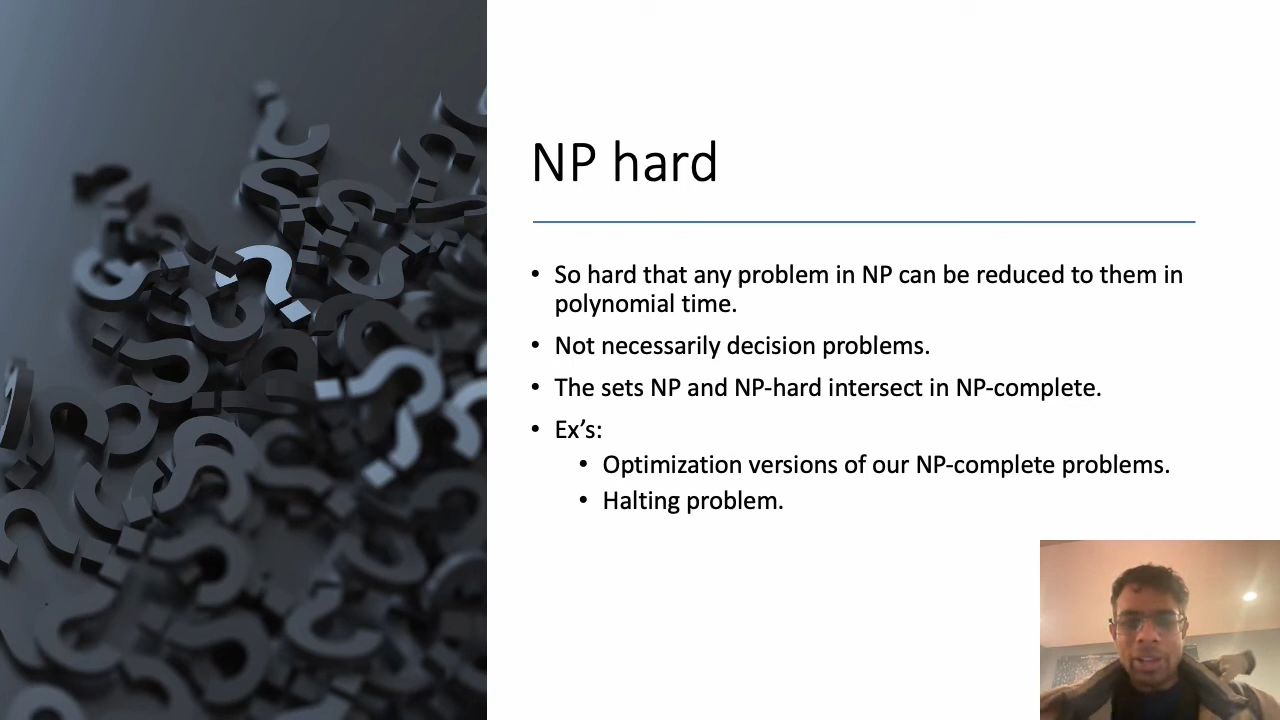 NP hard
• So hard that any problem in NP can be reduced to them in
polynomial time.
• Not necessarily decision problems.
• The sets NP and NP-hard intersect in NP-complete.
• Ex’s:
• Optimization versions of our NP-complete problems.
• Halting problem.